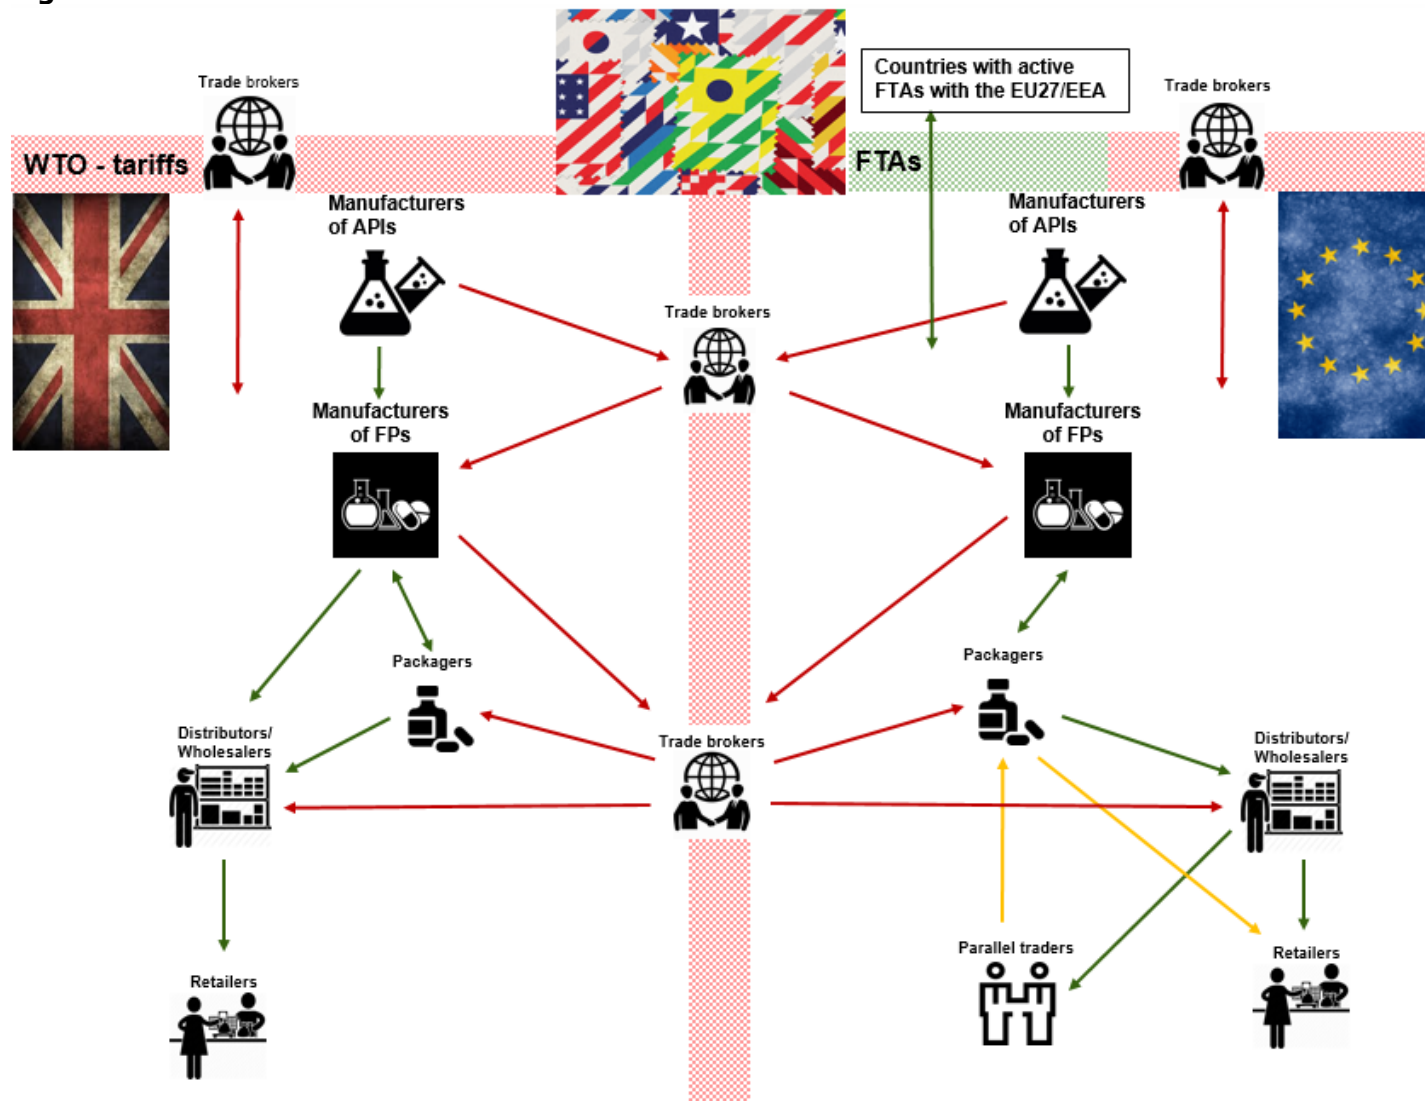 Trade brokers
Countries with active
FTAs with the EU27/EEA
Trade brokers
WTO - tariffs
FTAs
Manufacturers
of APIs
Manufacturers
of APIs
Trade brokers
Manufacturers
of FPs
Manufacturers
of FPs
Packagers
Packagers
Distributors/
Wholesalers
Trade brokers
Distributors/
Wholesalers
Parallel traders
Retailers
Retailers